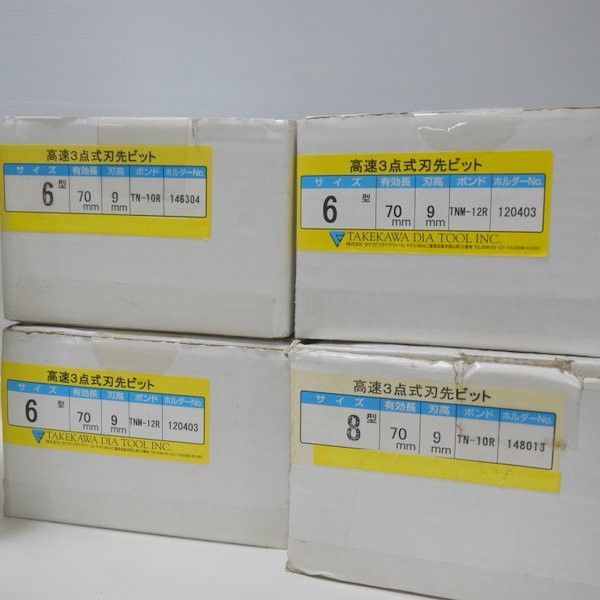 高速3点式刃先ビット
サイズ 有効長 刃高 ボンド ホルダーNo.
6型 70mm 9mm TN-10R 146304
高速3点式刃先ビット
サイズ 有効長 刃高 ボンド ホルダーNo.
6型 70mm 9mm TNM-12R 120403
TAKEKAWA DIA TOOL INC.
高速3点式刃先ビット
サイズ 有効長 刃高 ボンド ホルダーNo.
6型 70mm 9mm TNM-12R 120403
TAKEKAWA DIA TOOL INC.
高速3点式刃先ビット
サイズ 有効長 刃高 ボンド ホルダーNo.
8型 70mm 9mm TN-10R 148013